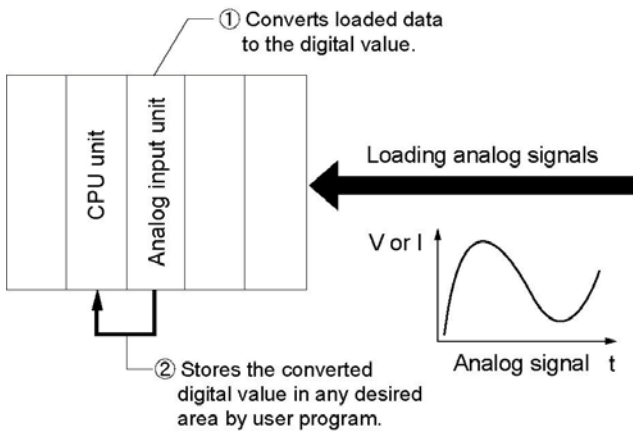 ① Converts loaded data
to the digital value.
CPU unit
Analog input unit
Loading analog signals
V or I
Analog signal t
② Stores the converted
digital value in any desired
area by user program.